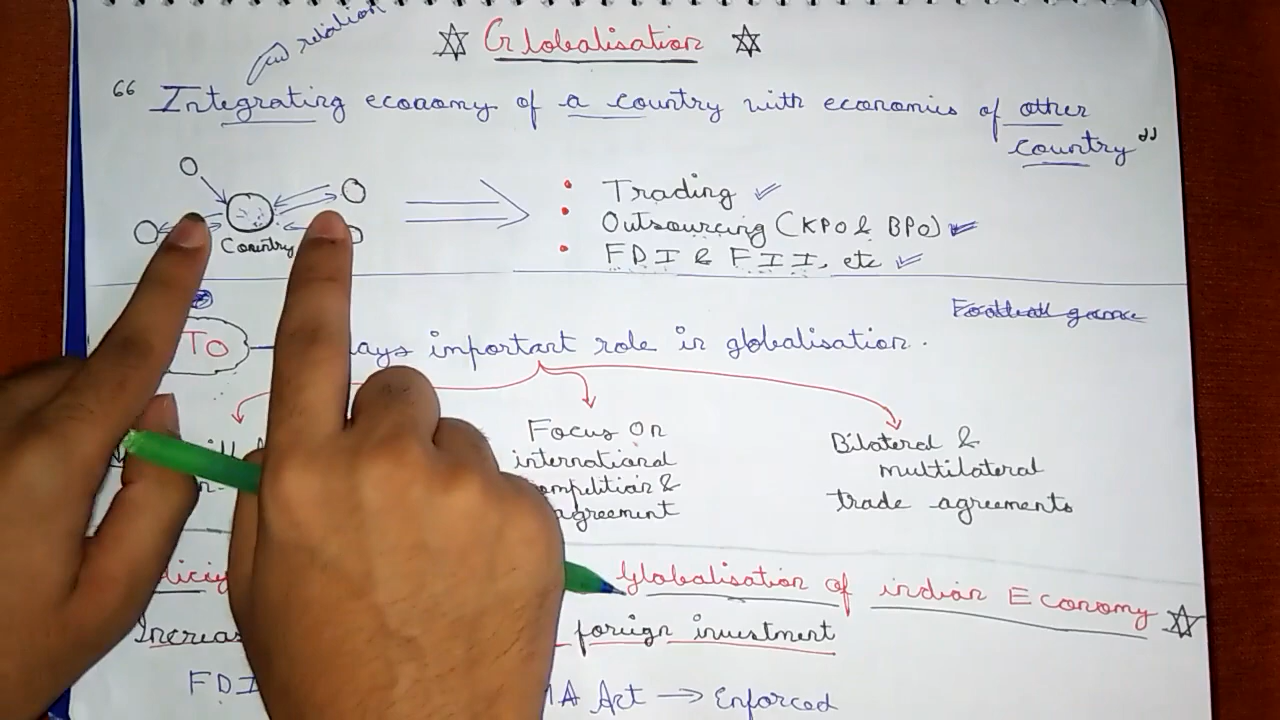 relation
Globalisation
“ Integrating economy of a country with economies of other
country ”
Country
• Trading
• Outsourcing (KPO & BPO)
• FDI & FII, etc
Football game
TO
important role in globalisation.
Focus On
international
&
agreement
Bilateral &
multilateral
trade agreements
Globalisation of indian Economy
foreign investment
FDI
Act → Enforced